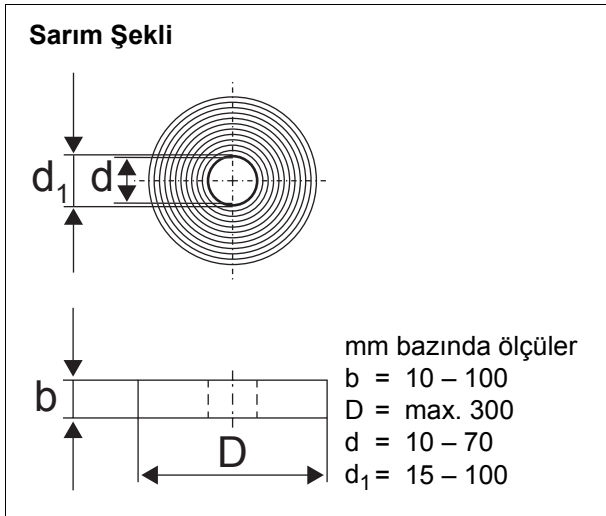 Sarım Şekli
d₁ d
b
D
mm bazında ölçüler
b = 10 – 100
D = max. 300
d = 10 – 70
d₁ = 15 – 100